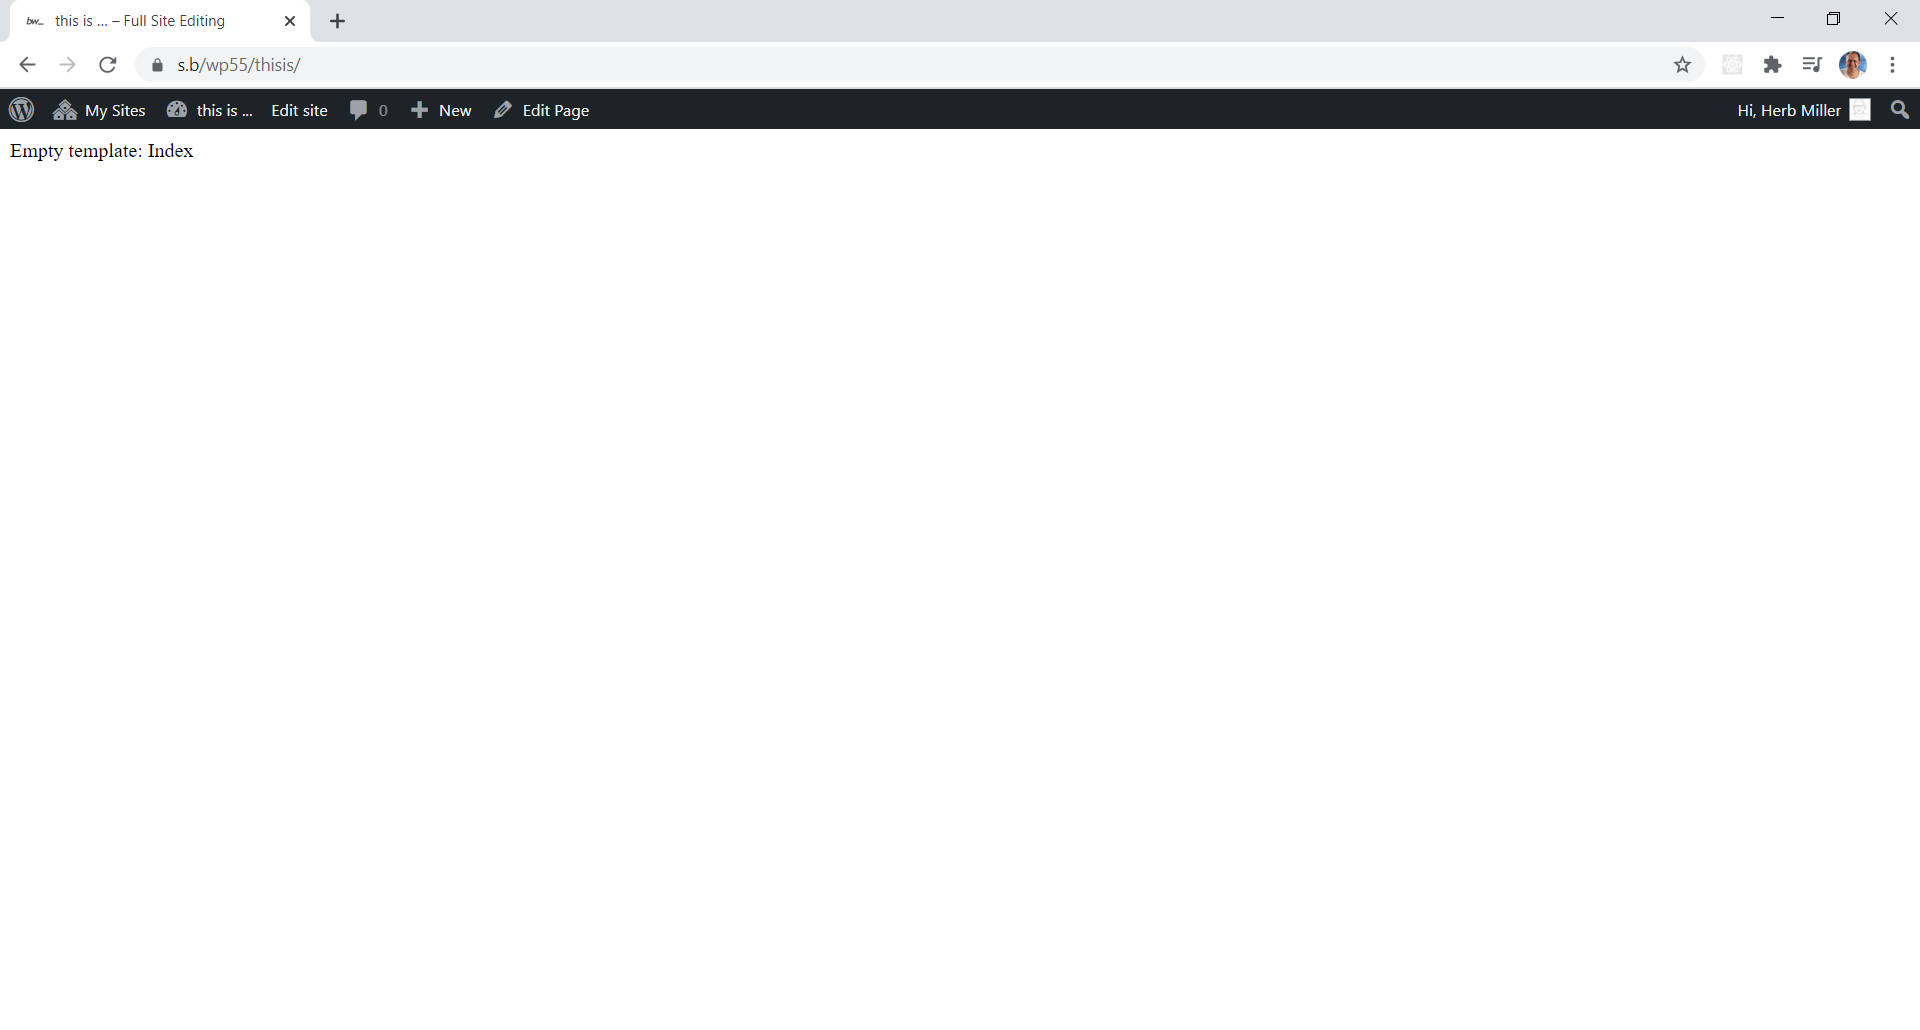 bw_ this is ... – Full Site Editing
s.b/wp55/thisis/
My Sites this is ... Edit site 0 New Edit Page Hi, Herb Miller
Empty template: Index